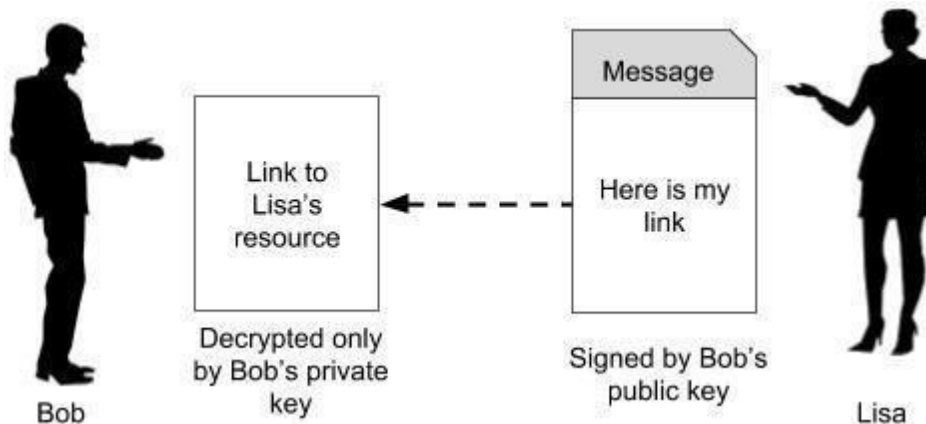 Message
Here is my
link
Link to
Lisa’s
resource
Decrypted only
by Bob’s private
key
Signed by Bob’s
public key
Bob
Lisa